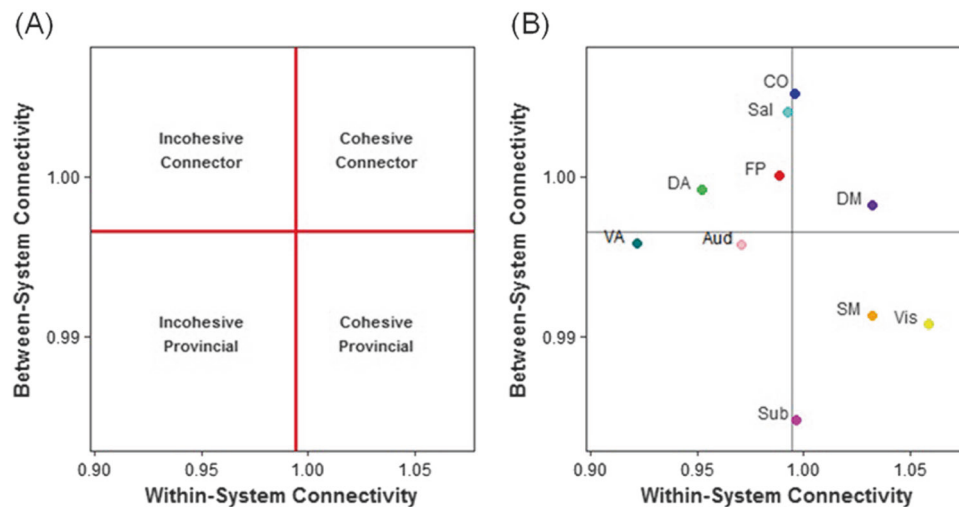 (A)
Between-System Connectivity
1.00
0.99
Incohesive
Connector
Cohesive
Connector
Incohesive
Provincial
Cohesive
Provincial
0.90 0.95 1.00 1.05
Within-System Connectivity
(B)
Between-System Connectivity
1.00
0.99
CO
Sal
FP
DA
DM
VA
Aud
SM
Vis
Sub
0.90 0.95 1.00 1.05
Within-System Connectivity